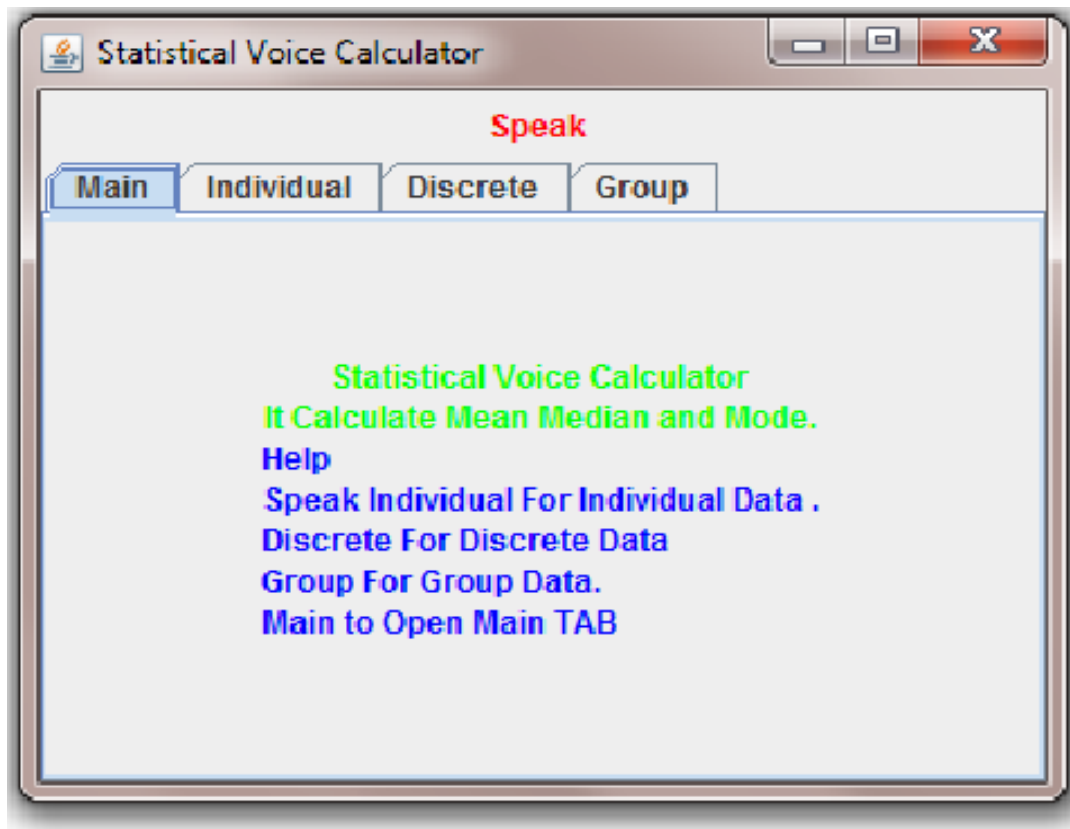 Statistical Voice Calculator
Speak
Main Individual Discrete Group
Statistical Voice Calculator
It Calculate Mean Median and Mode.
Help
Speak Individual For Individual Data .
Discrete For Discrete Data
Group For Group Data.
Main to Open Main TAB